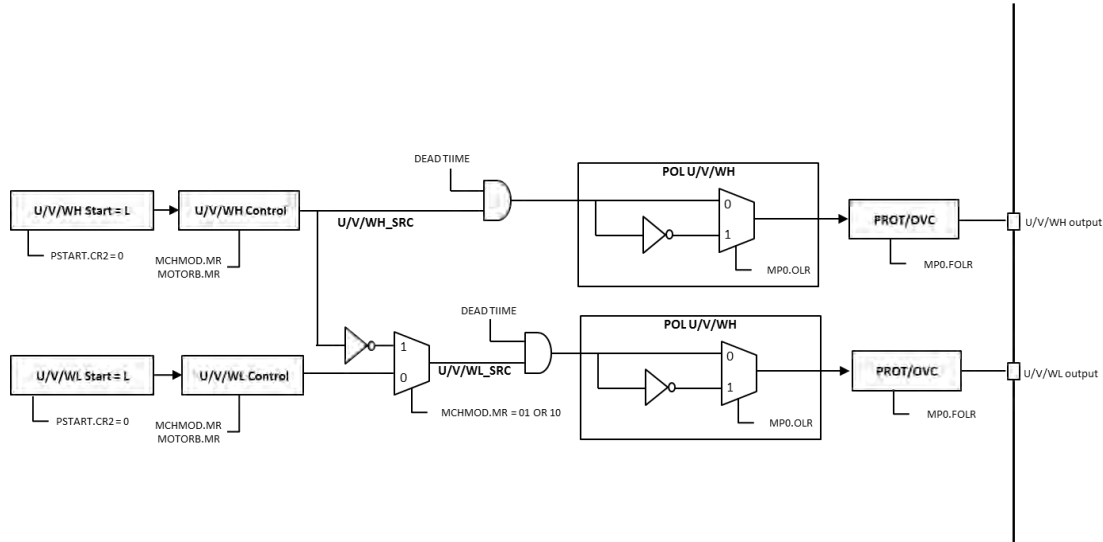 DEAD TIIME
POL U/V/WH
U/V/WH Start = L
U/V/WH Control
U/V/WH_SRC
0
1
PROT/OVC
U/V/WH output
PSTART.CR2 = 0
MCHMOD.MR
MOTORB.MR
MP0.OLR
MP0.FOLR
DEAD TIIME
POL U/V/WH
U/V/WL Start = L
U/V/WL Control
1
0
U/V/WL_SRC
0
1
PROT/OVC
U/V/WL output
PSTART.CR2 = 0
MCHMOD.MR
MOTORB.MR
MCHMOD.MR = 01 OR 10
MP0.OLR
MP0.FOLR